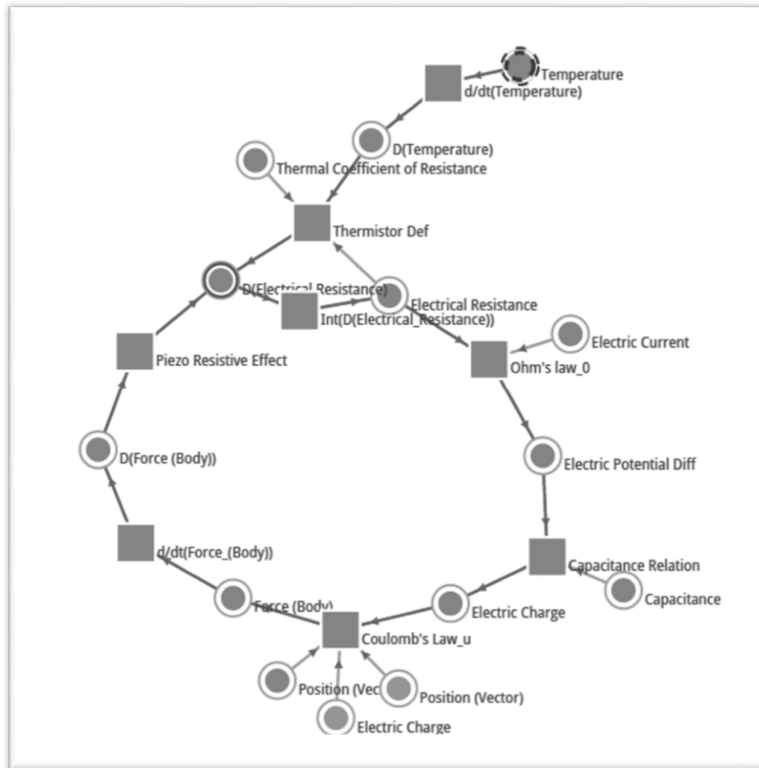 Temperature
d/dt(Temperature)
D(Temperature)
Thermal Coefficient of Resistance
Thermistor Def
D(Electrical Resistance)
Electrical Resistance
Int(D(Electrical_Resistance))
Electric Current
Piezo Resistive Effect
Ohm's law_0
D(Force (Body))
Electric Potential Diff
d/dt(Force_(Body))
Capacitance Relation
Capacitance
Force (Body)
Electric Charge
Coulomb's Law_u
Position (Vec
Position (Vector)
Electric Charge